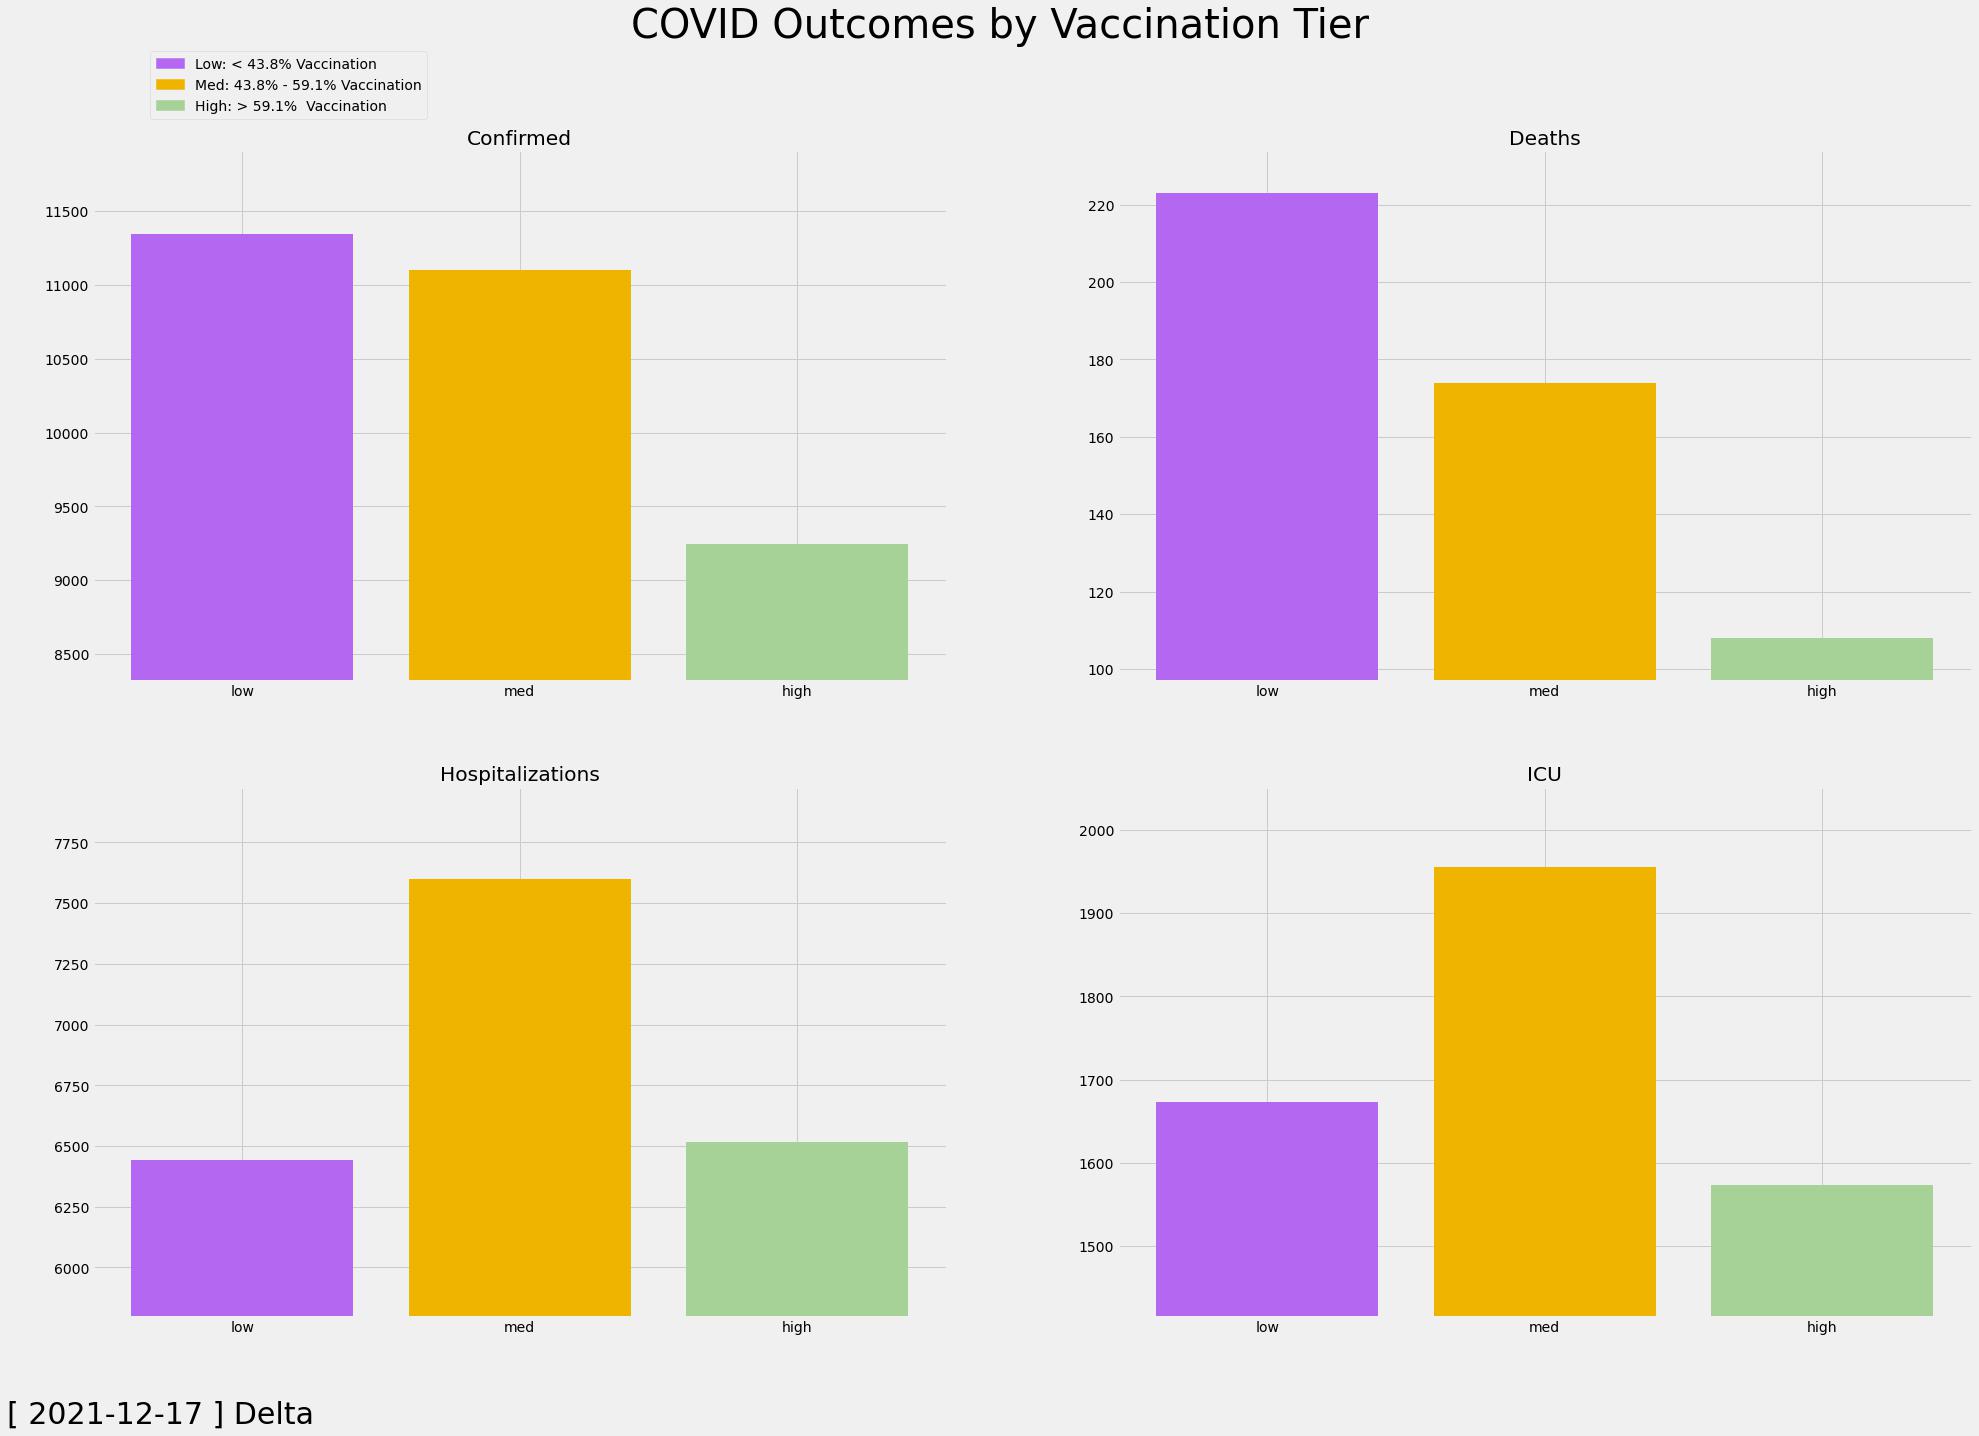 COVID Outcomes by Vaccination Tier
Low: < 43.8% Vaccination
Med: 43.8% - 59.1% Vaccination
High: > 59.1%  Vaccination
Confirmed
11500
11000
10500
10000
9500
9000
8500
low med high
Deaths
220
200
180
160
140
120
100
low med high
Hospitalizations
7750
7500
7250
7000
6750
6500
6250
6000
low med high
ICU
2000
1900
1800
1700
1600
1500
low med high
[ 2021-12-17 ] Delta